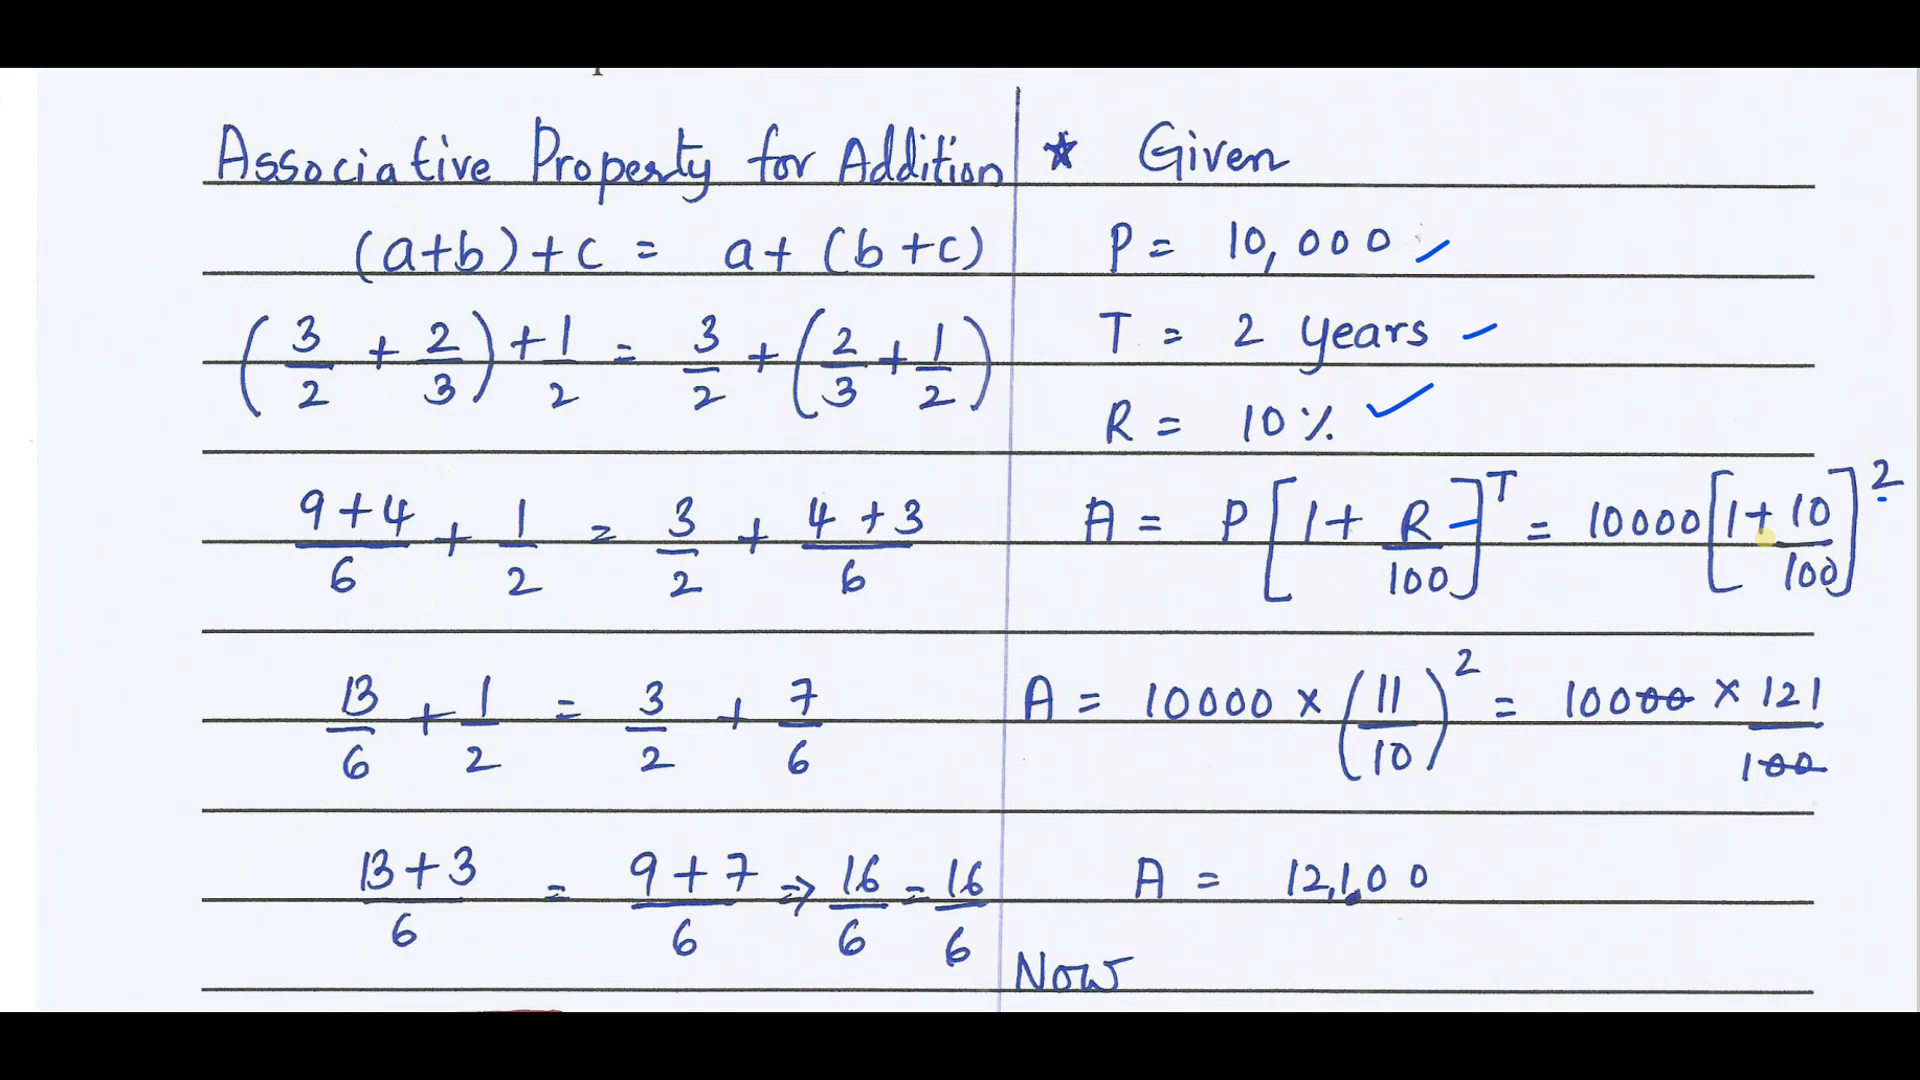 Associative Property for Addition
(a+b)+c = a+(b+c)
(3/2 + 2/3) + 1/2 = 3/2 + (2/3 + 1/2)
9+4/6 + 1/2 = 3/2 + 4+3/6
13/6 + 1/2 = 3/2 + 7/6
13+3/6 = 9+7/6 => 16/6 = 16/6
★ Given
P = 10,000 ✓
T = 2 years
R = 10% ✓
A = P[1+ R/100]^T = 10000[1+ 10/100]^2
A = 10000 × (11/10)^2 = 10000 × 121/100
A = 12,100
Now